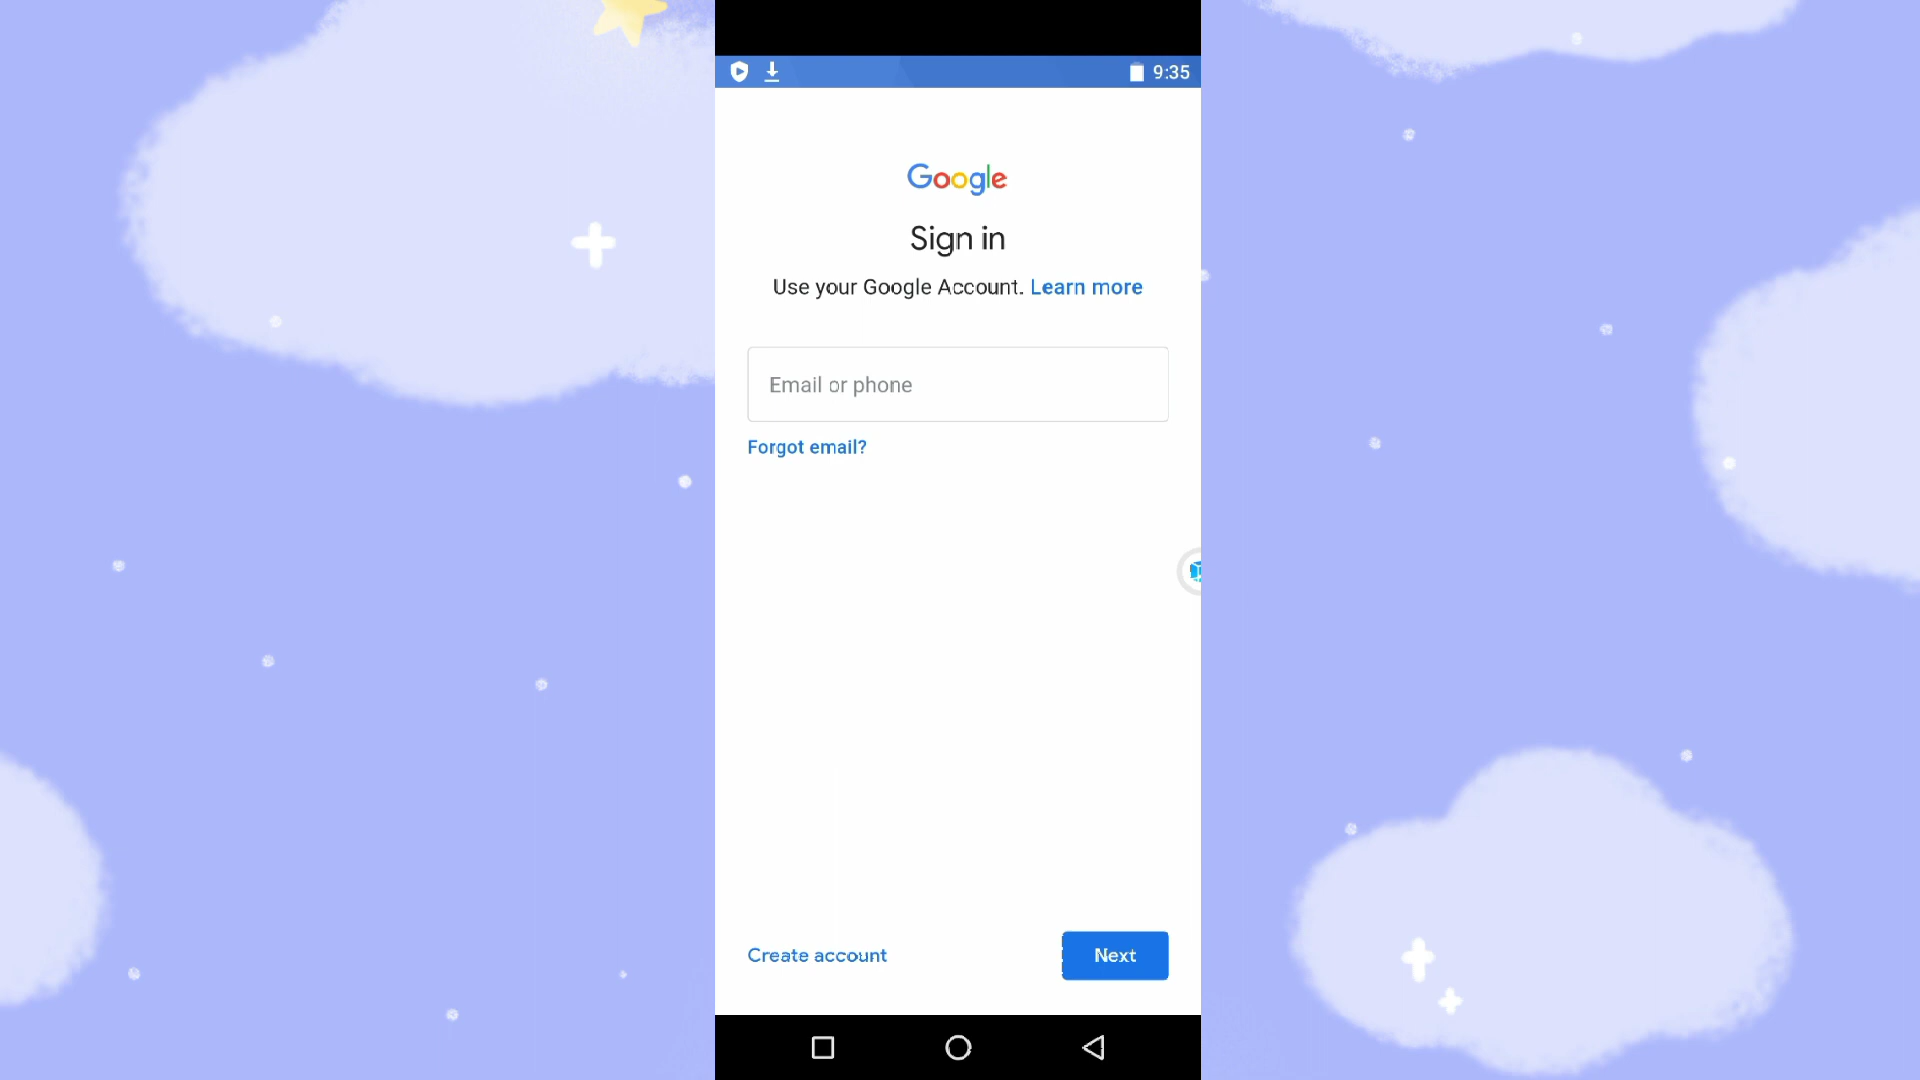 9:35
Google
Sign in
Use your Google Account. Learn more
Email or phone
Forgot email?
Create account
Next